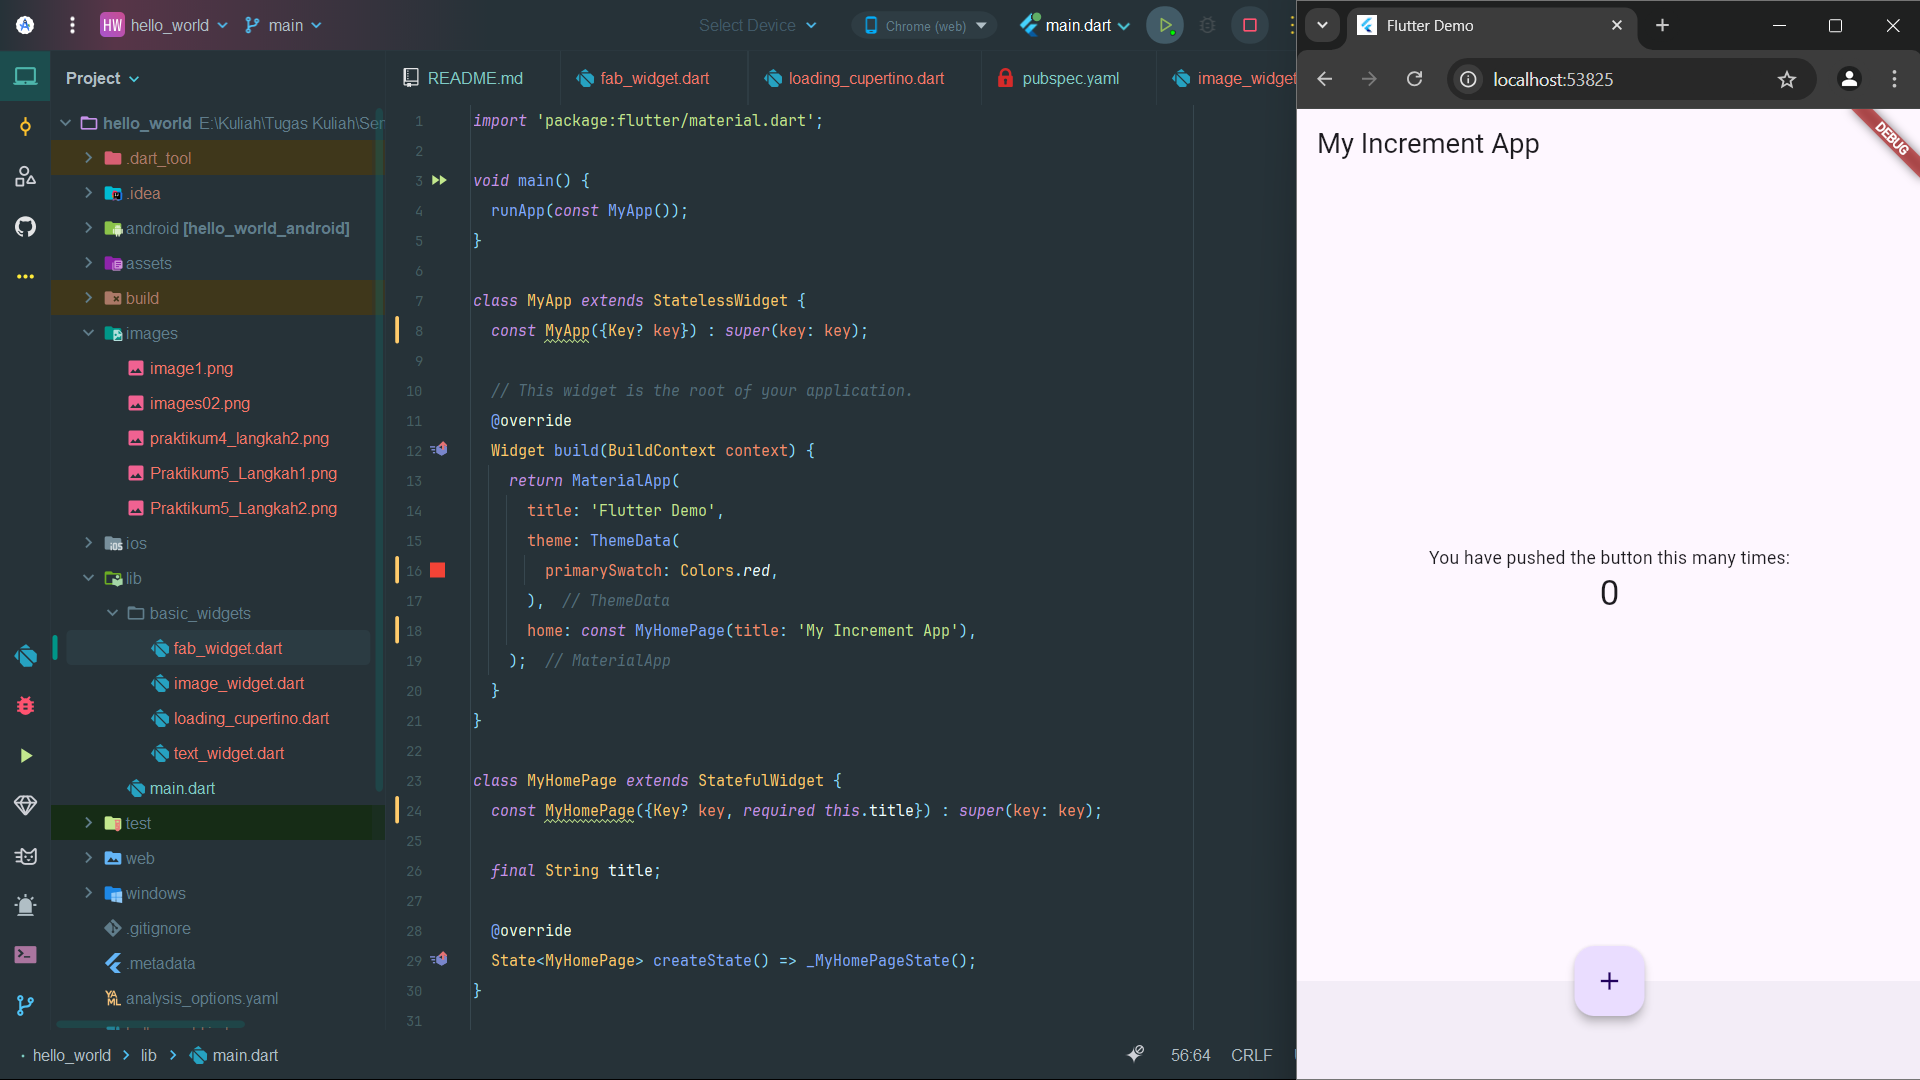 HW hello_world main
Select Device Chrome (web) main.dart
Project
hello_world E:\Kuliah\Tugas Kuliah\Ser
.dart_tool
.idea
android [hello_world_android]
assets
build
images
image1.png
images02.png
praktikum4_langkah2.png
Praktikum5_Langkah1.png
Praktikum5_Langkah2.png
ios
lib
basic_widgets
fab_widget.dart
image_widget.dart
loading_cupertino.dart
text_widget.dart
main.dart
test
web
windows
.gitignore
.metadata
analysis_options.yaml
README.md fab_widget.dart loading_cupertino.dart pubspec.yaml image_widget
1 import 'package:flutter/material.dart';
2
3 void main() {
4 runApp(const MyApp());
5 }
6
7 class MyApp extends StatelessWidget {
8 const MyApp({Key? key}) : super(key: key);
9
10 // This widget is the root of your application.
11 @override
12 Widget build(BuildContext context) {
13 return MaterialApp(
14 title: 'Flutter Demo',
15 theme: ThemeData(
16 primarySwatch: Colors.red,
17 ), // ThemeData
18 home: const MyHomePage(title: 'My Increment App'),
19 ); // MaterialApp
20 }
21 }
22
23 class MyHomePage extends StatefulWidget {
24 const MyHomePage({Key? key, required this.title}) : super(key: key);
25
26 final String title;
27
28 @override
29 State<MyHomePage> createState() => _MyHomePageState();
30 }
31
hello_world lib main.dart
56:64 CRLF
Flutter Demo
localhost:53825
My Increment App
DEBUG
You have pushed the button this many times:
0
+